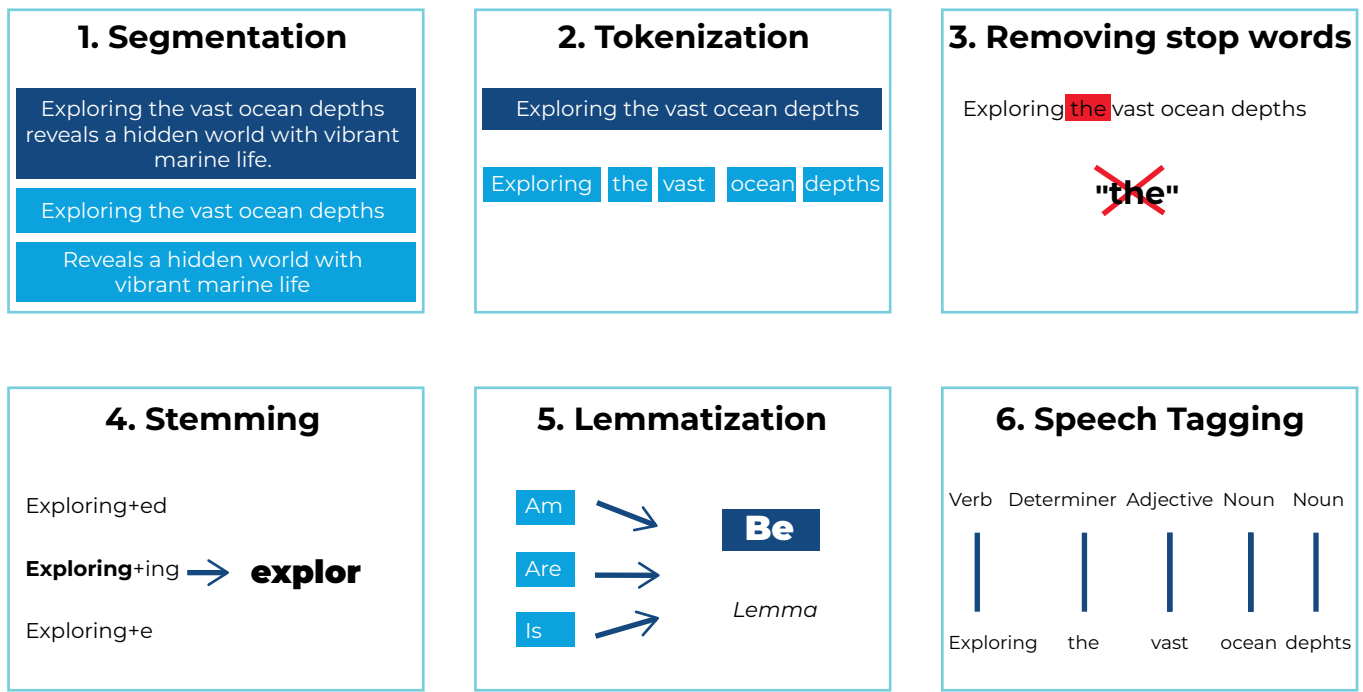 1. Segmentation
Exploring the vast ocean depths
reveals a hidden world with vibrant
marine life.
Exploring the vast ocean depths
Reveals a hidden world with
vibrant marine life
2. Tokenization
Exploring the vast ocean depths
Exploring the vast ocean depths
3. Removing stop words
Exploring the vast ocean depths
"the"
4. Stemming
Exploring+ed
Exploring+ing
explor
Exploring+e
5. Lemmatization
Am
Are
Is
Be
Lemma
6. Speech Tagging
Verb Determiner Adjective Noun Noun
Exploring the vast ocean dephts